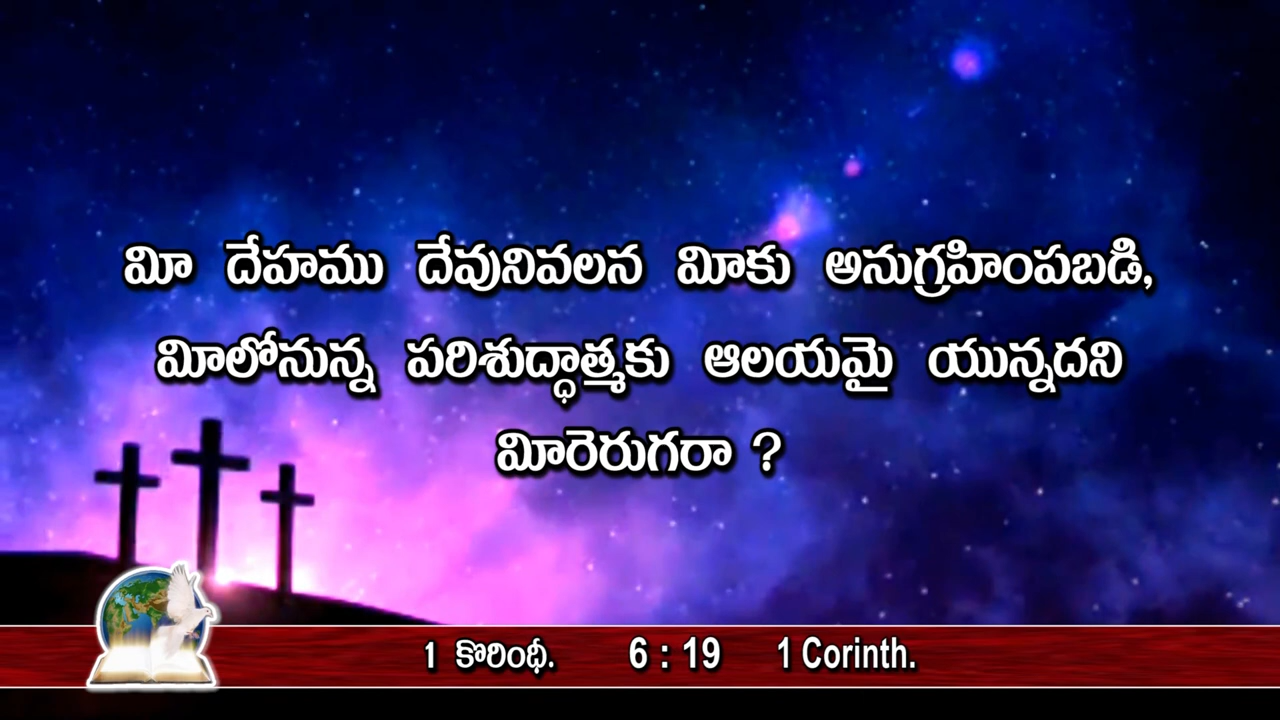 మీ దేహము దేవునివలన మీకు అనుగ్రహింపబడి,
మీలోనున్న పరిశుద్ధాత్మకు ఆలయమై యున్నదని
మీరెరుగరా ?
1 కొరింథీ. 6 : 19 1 Corinth.